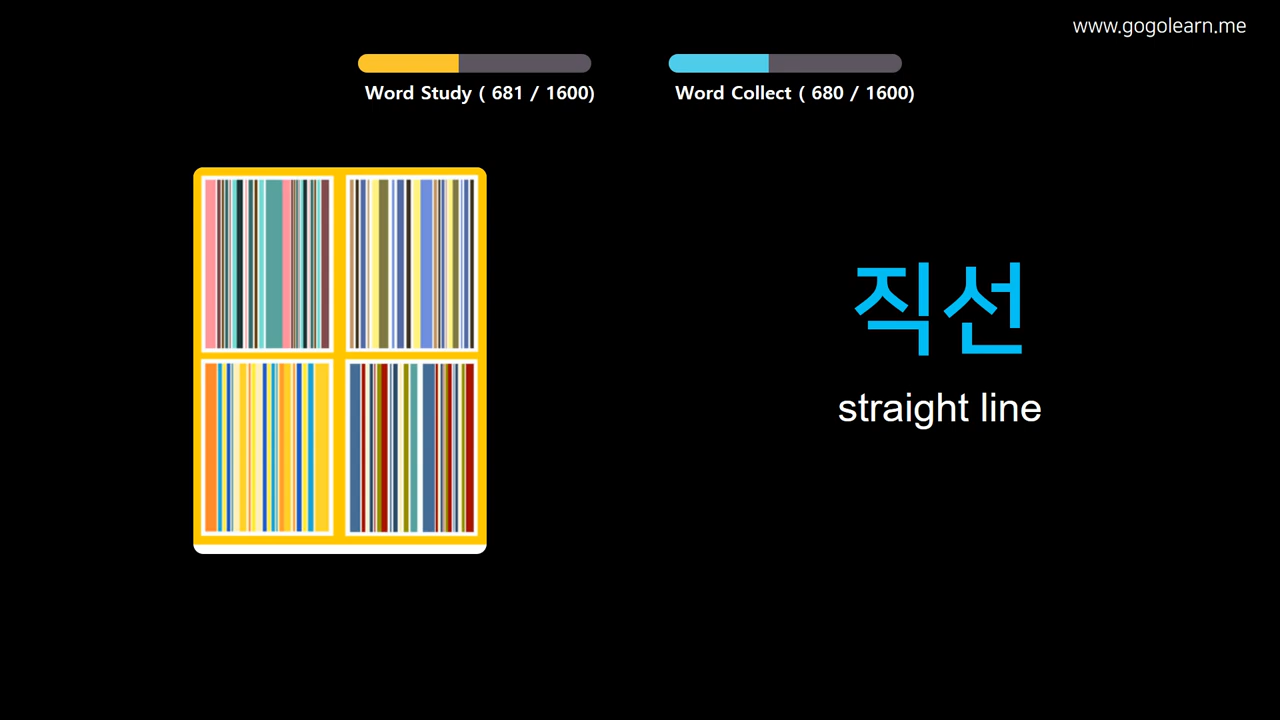 www.gogolearn.me
Word Study ( 681 / 1600)
Word Collect ( 680 / 1600)
직선
straight line